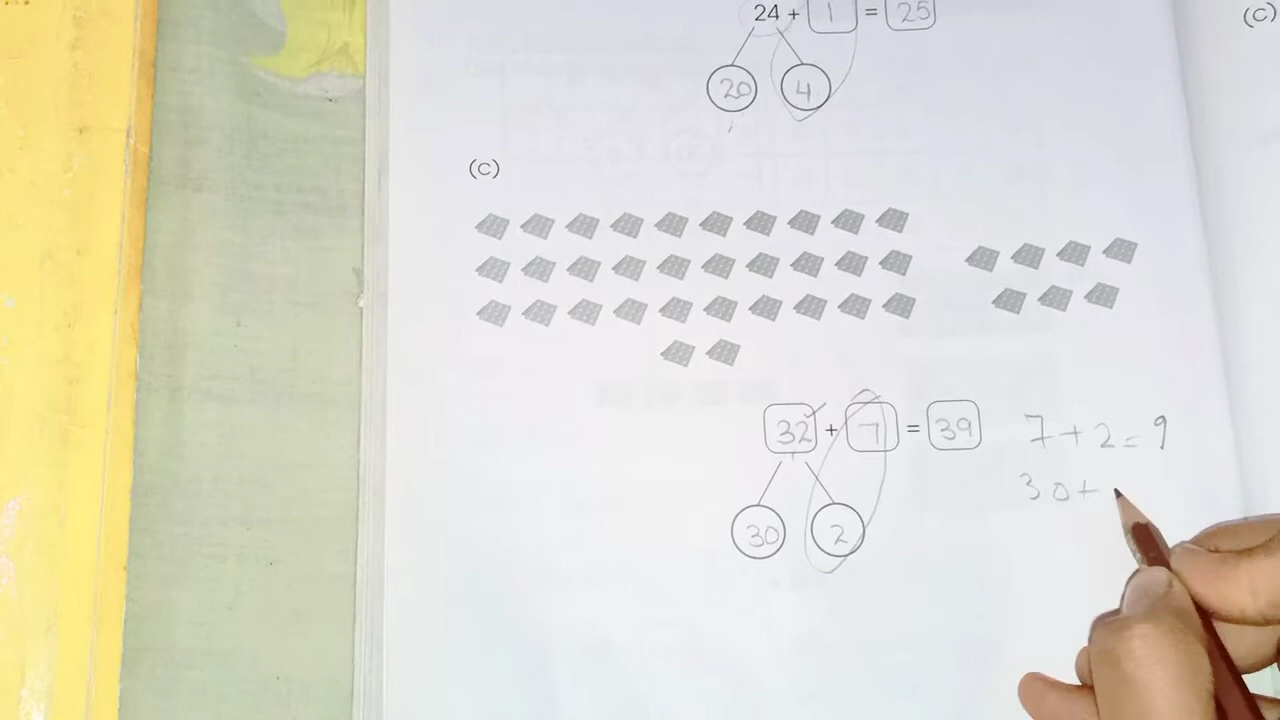 24 + 1 = 25
(C)
20 4
(C)
32 + 7 = 39
7+2=9
30+
30 2